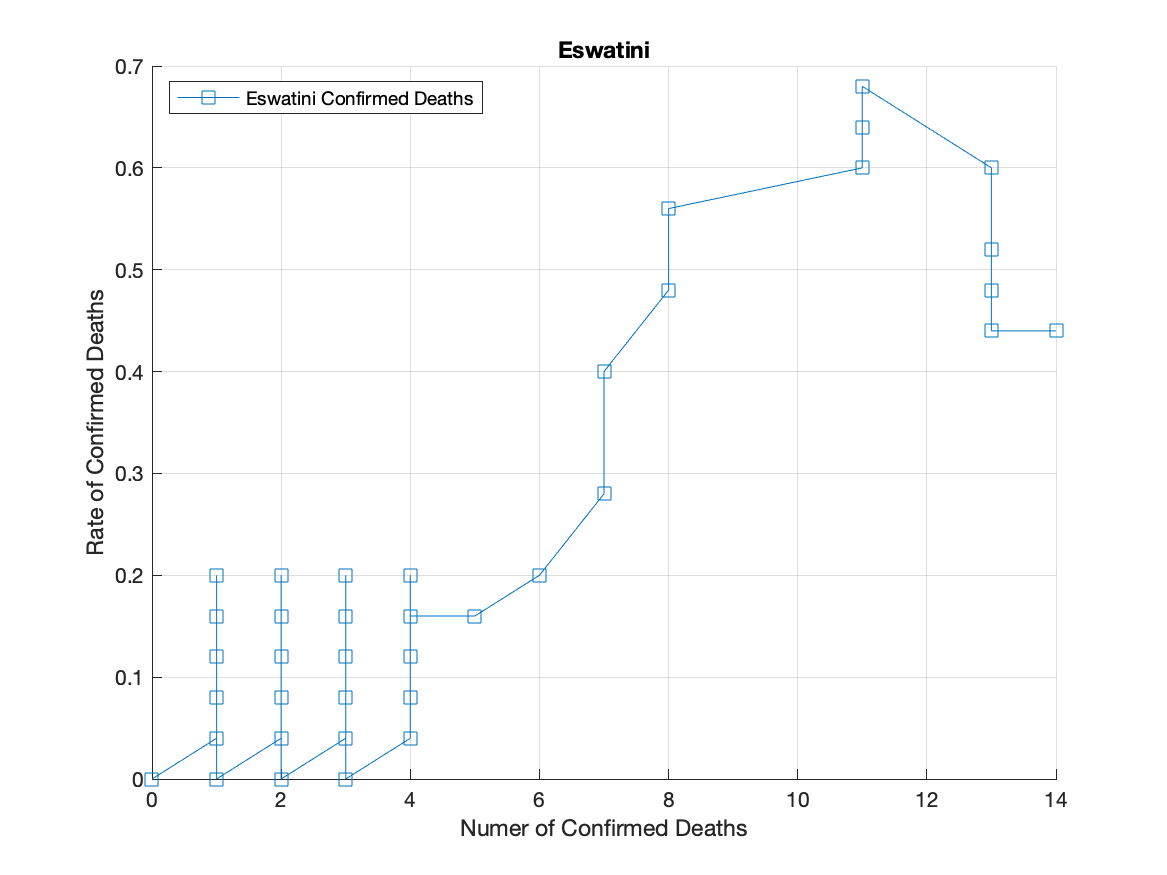 Eswatini
Eswatini Confirmed Deaths
0.7
0.6
0.5
0.4
0.3
0.2
0.1
0
Rate of Confirmed Deaths
0 2 4 6 8 10 12 14
Numer of Confirmed Deaths